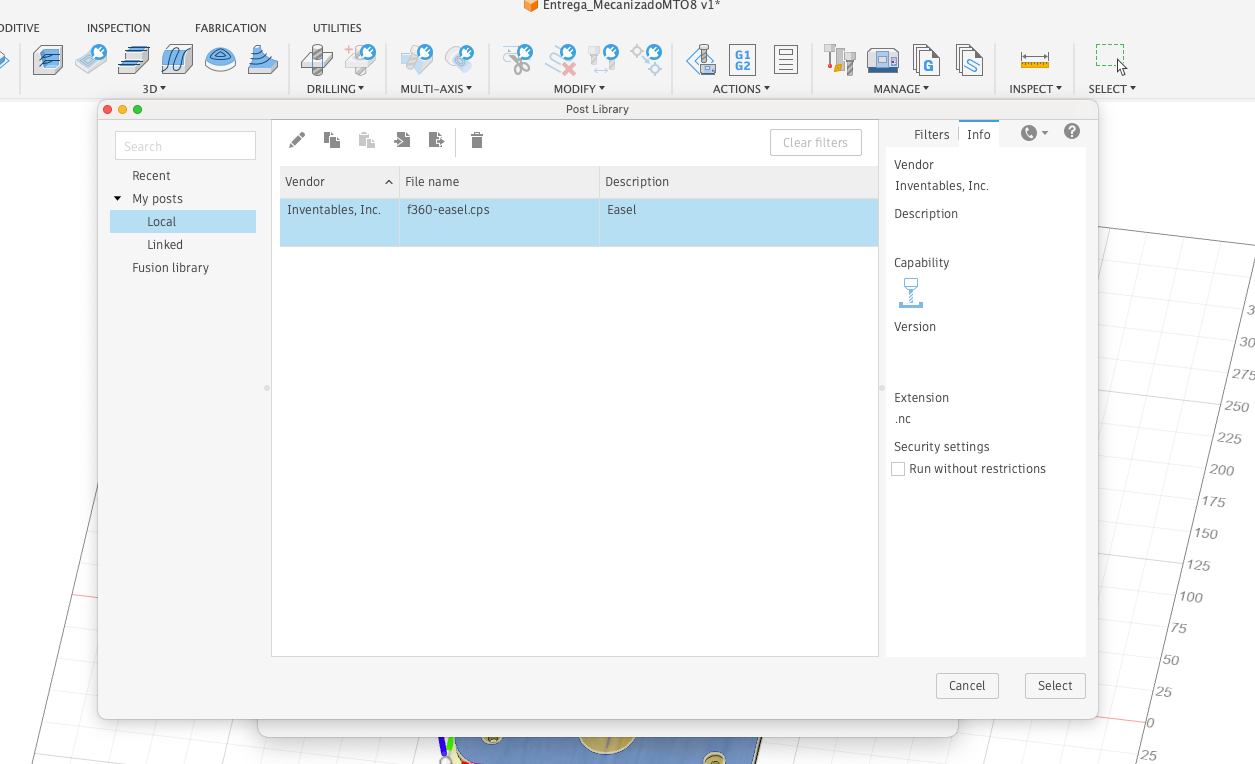 Entrega_MecanizadoMTO8 v1*
DDITIVE INSPECTION FABRICATION UTILITIES
G1
G2
G
S
3D DRILLING MULTI-AXIS MODIFY ACTIONS MANAGE INSPECT SELECT
Post Library
Search
Recent
My posts
Local
Linked
Fusion library
Clear filters
Vendor File name Description
Inventables, Inc. f360-easel.cps Easel
Filters Info
?
Vendor
Inventables, Inc.
Description
Capability
Version
Extension
.nc
Security settings
Run without restrictions
Cancel Select
3
30
275
250
225
200
175
150
125
100
75
50
25
0
25